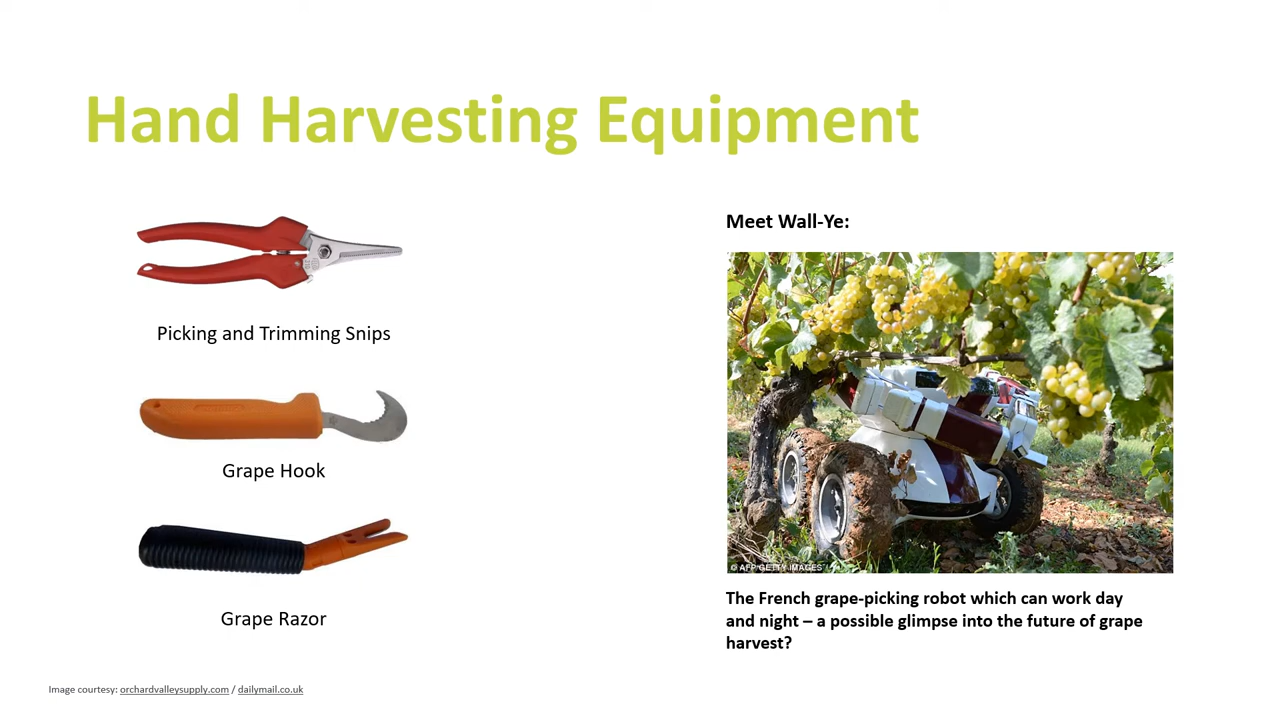 Hand Harvesting Equipment
Picking and Trimming Snips
Grape Hook
Grape Razor
Meet Wall-Ye:
© AFP/GETTY IMAGES
The French grape-picking robot which can work day
and night – a possible glimpse into the future of grape
harvest?
Image courtesy: orchardvalleysupply.com / dailymail.co.uk